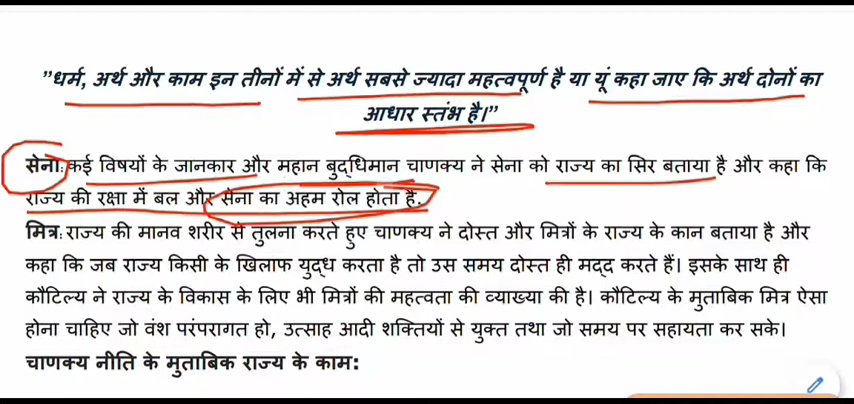 ”धर्म, अर्थ और काम इन तीनों में से अर्थ सबसे ज्यादा महत्वपूर्ण है या यूं कहा जाए कि अर्थ दोनों का
आधार स्तंभ है।”
सेना: कई विषयों के जानकार और महान बुद्धिमान चाणक्य ने सेना को राज्य का सिर बताया है और कहा कि
राज्य की रक्षा में बल और सेना का अहम रोल होता है.
मित्र: राज्य की मानव शरीर से तुलना करते हुए चाणक्य ने दोस्त और मित्रों के राज्य के कान बताया है और
कहा कि जब राज्य किसी के खिलाफ युद्ध करता है तो उस समय दोस्त ही मद्द करते हैं। इसके साथ ही
कौटिल्य ने राज्य के विकास के लिए भी मित्रों की महत्वता की व्याख्या की है। कौटिल्य के मुताबिक मित्र ऐसा
होना चाहिए जो वंश परंपरागत हो, उत्साह आदी शक्तियों से युक्त तथा जो समय पर सहायता कर सके।
चाणक्य नीति के मुताबिक राज्य के काम: